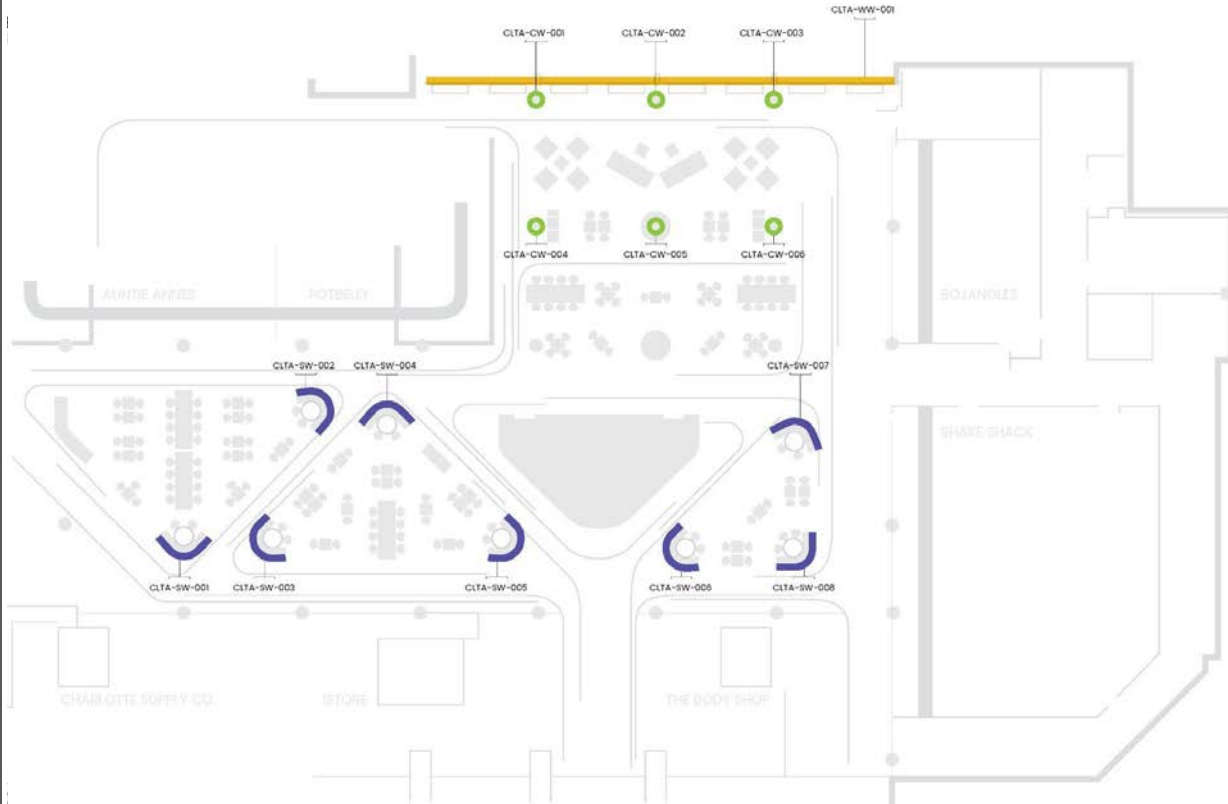 CLTA-WW-001
CLTA-CW-001
CLTA-CW-002
CLTA-CW-003
CLTA-CW-004
CLTA-CW-005
CLTA-CW-006
AUNTIE ANNES
POTBELLY
BOJANGLES
CLTA-SW-002
CLTA-SW-004
CLTA-SW-007
SHAKE SHACK
CLTA-SW-001
CLTA-SW-003
CLTA-SW-005
CLTA-SW-006
CLTA-SW-008
CHARLOTTE SUPPLY CO.
ISTORE
THE BODY SHOP